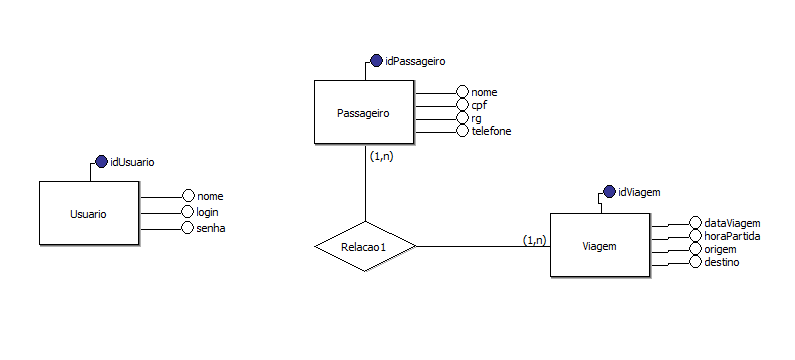 idPassageiro
Passageiro
nome
cpf
rg
telefone
(1,n)
idUsuario
Usuario
nome
login
senha
Relacao1
(1,n)
idViagem
Viagem
dataViagem
horaPartida
origem
destino